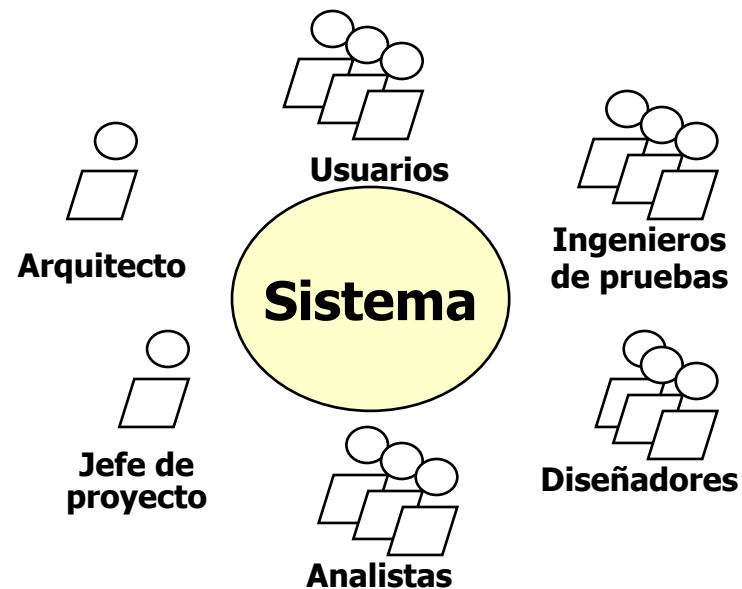 Usuarios
Ingenieros
de pruebas
Arquitecto
Sistema
Jefe de
proyecto
Diseñadores
Analistas